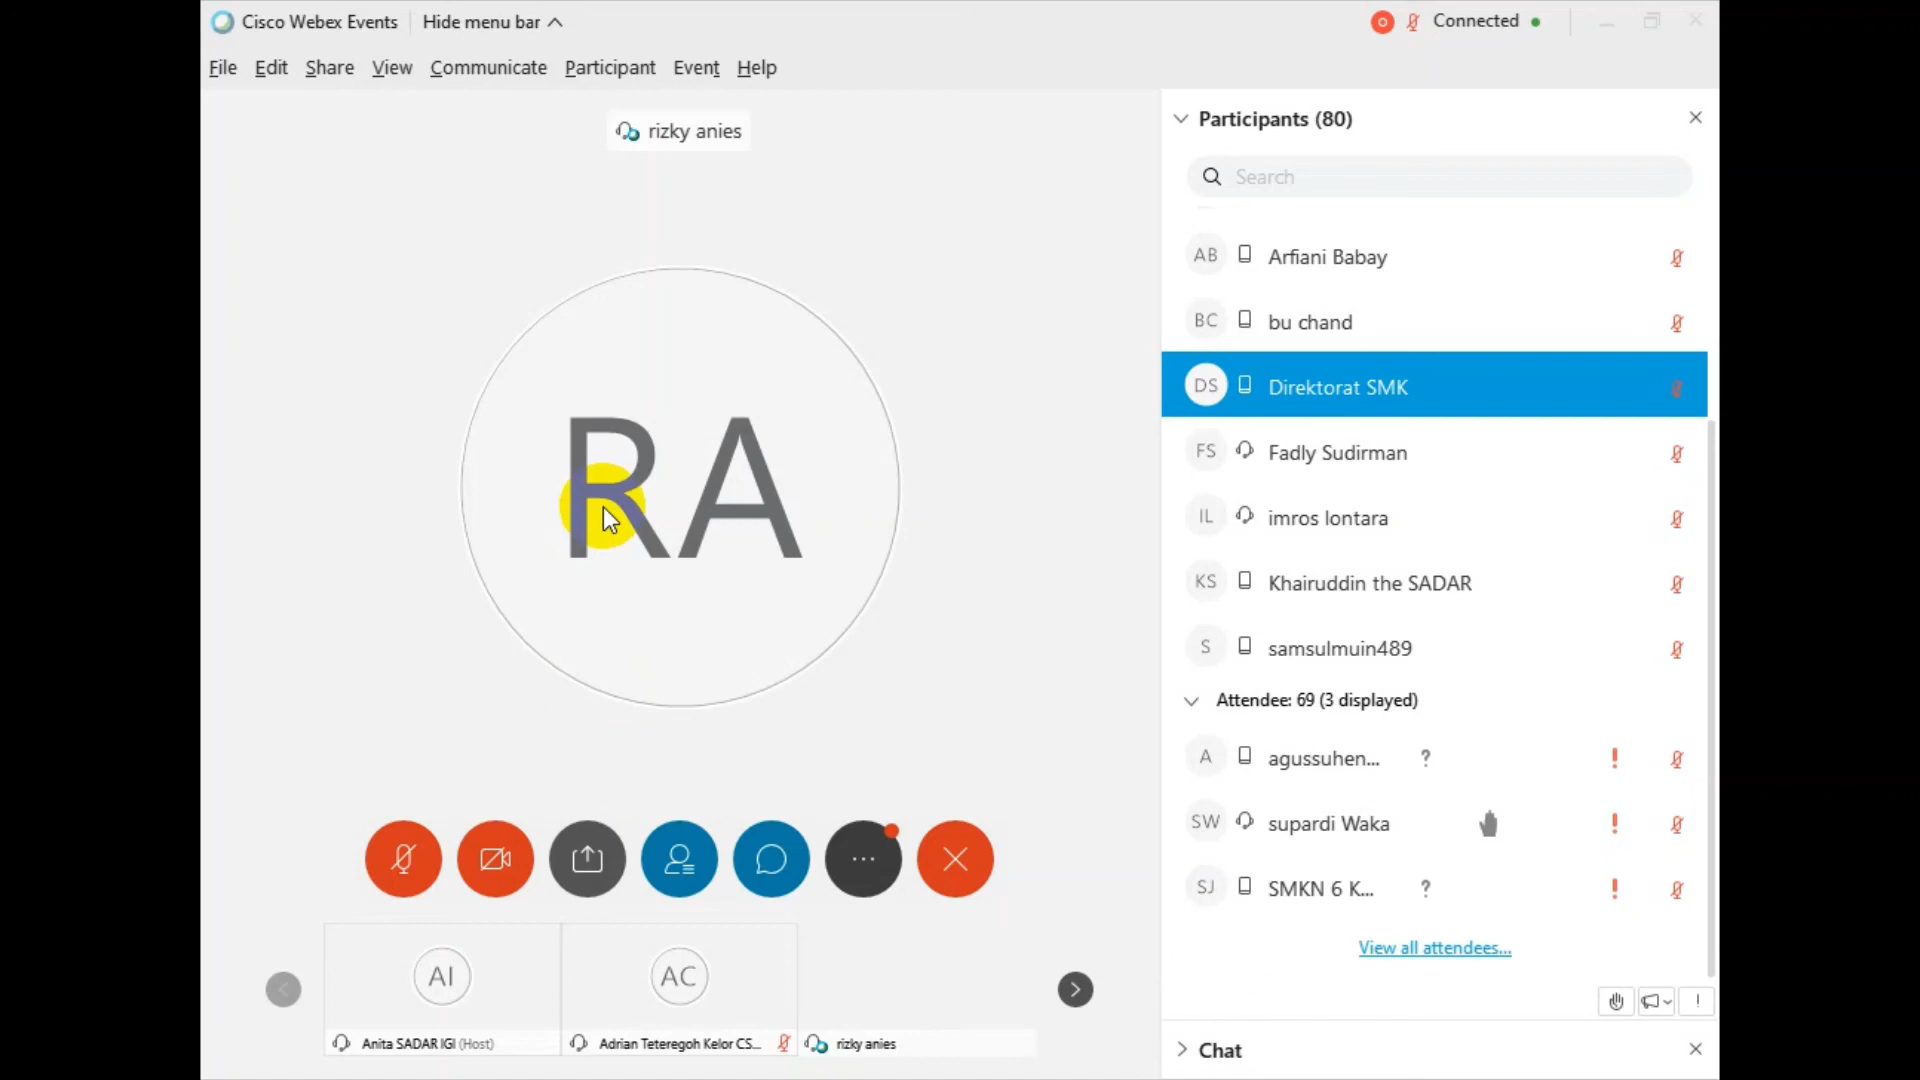 Cisco Webex Events Hide menu bar Connected
File Edit Share View Communicate Participant Event Help
rizky anies
RA
AI
Anita SADAR IGI (Host)
AC
Adrian Teteregoh Kelor CS...
rizky anies
Participants (80)
Search
AB Arfiani Babay
BC bu chand
DS Direktorat SMK
FS Fadly Sudirman
IL imros lontara
KS Khairuddin the SADAR
S samsulmuin489
Attendee: 69 (3 displayed)
A agussuhen... ? !
SW supardi Waka !
SJ SMKN 6 K... ? !
View all attendees...
!
Chat